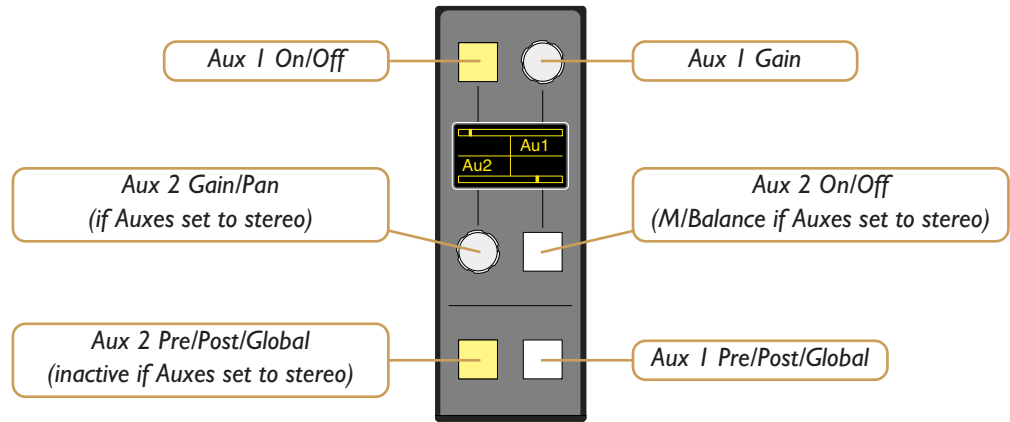 Aux 1 On/Off
Aux 1 Gain
Au1
Au2
Aux 2 Gain/Pan
(if Auxes set to stereo)
Aux 2 On/Off
(M/Balance if Auxes set to stereo)
Aux 2 Pre/Post/Global
(inactive if Auxes set to stereo)
Aux 1 Pre/Post/Global